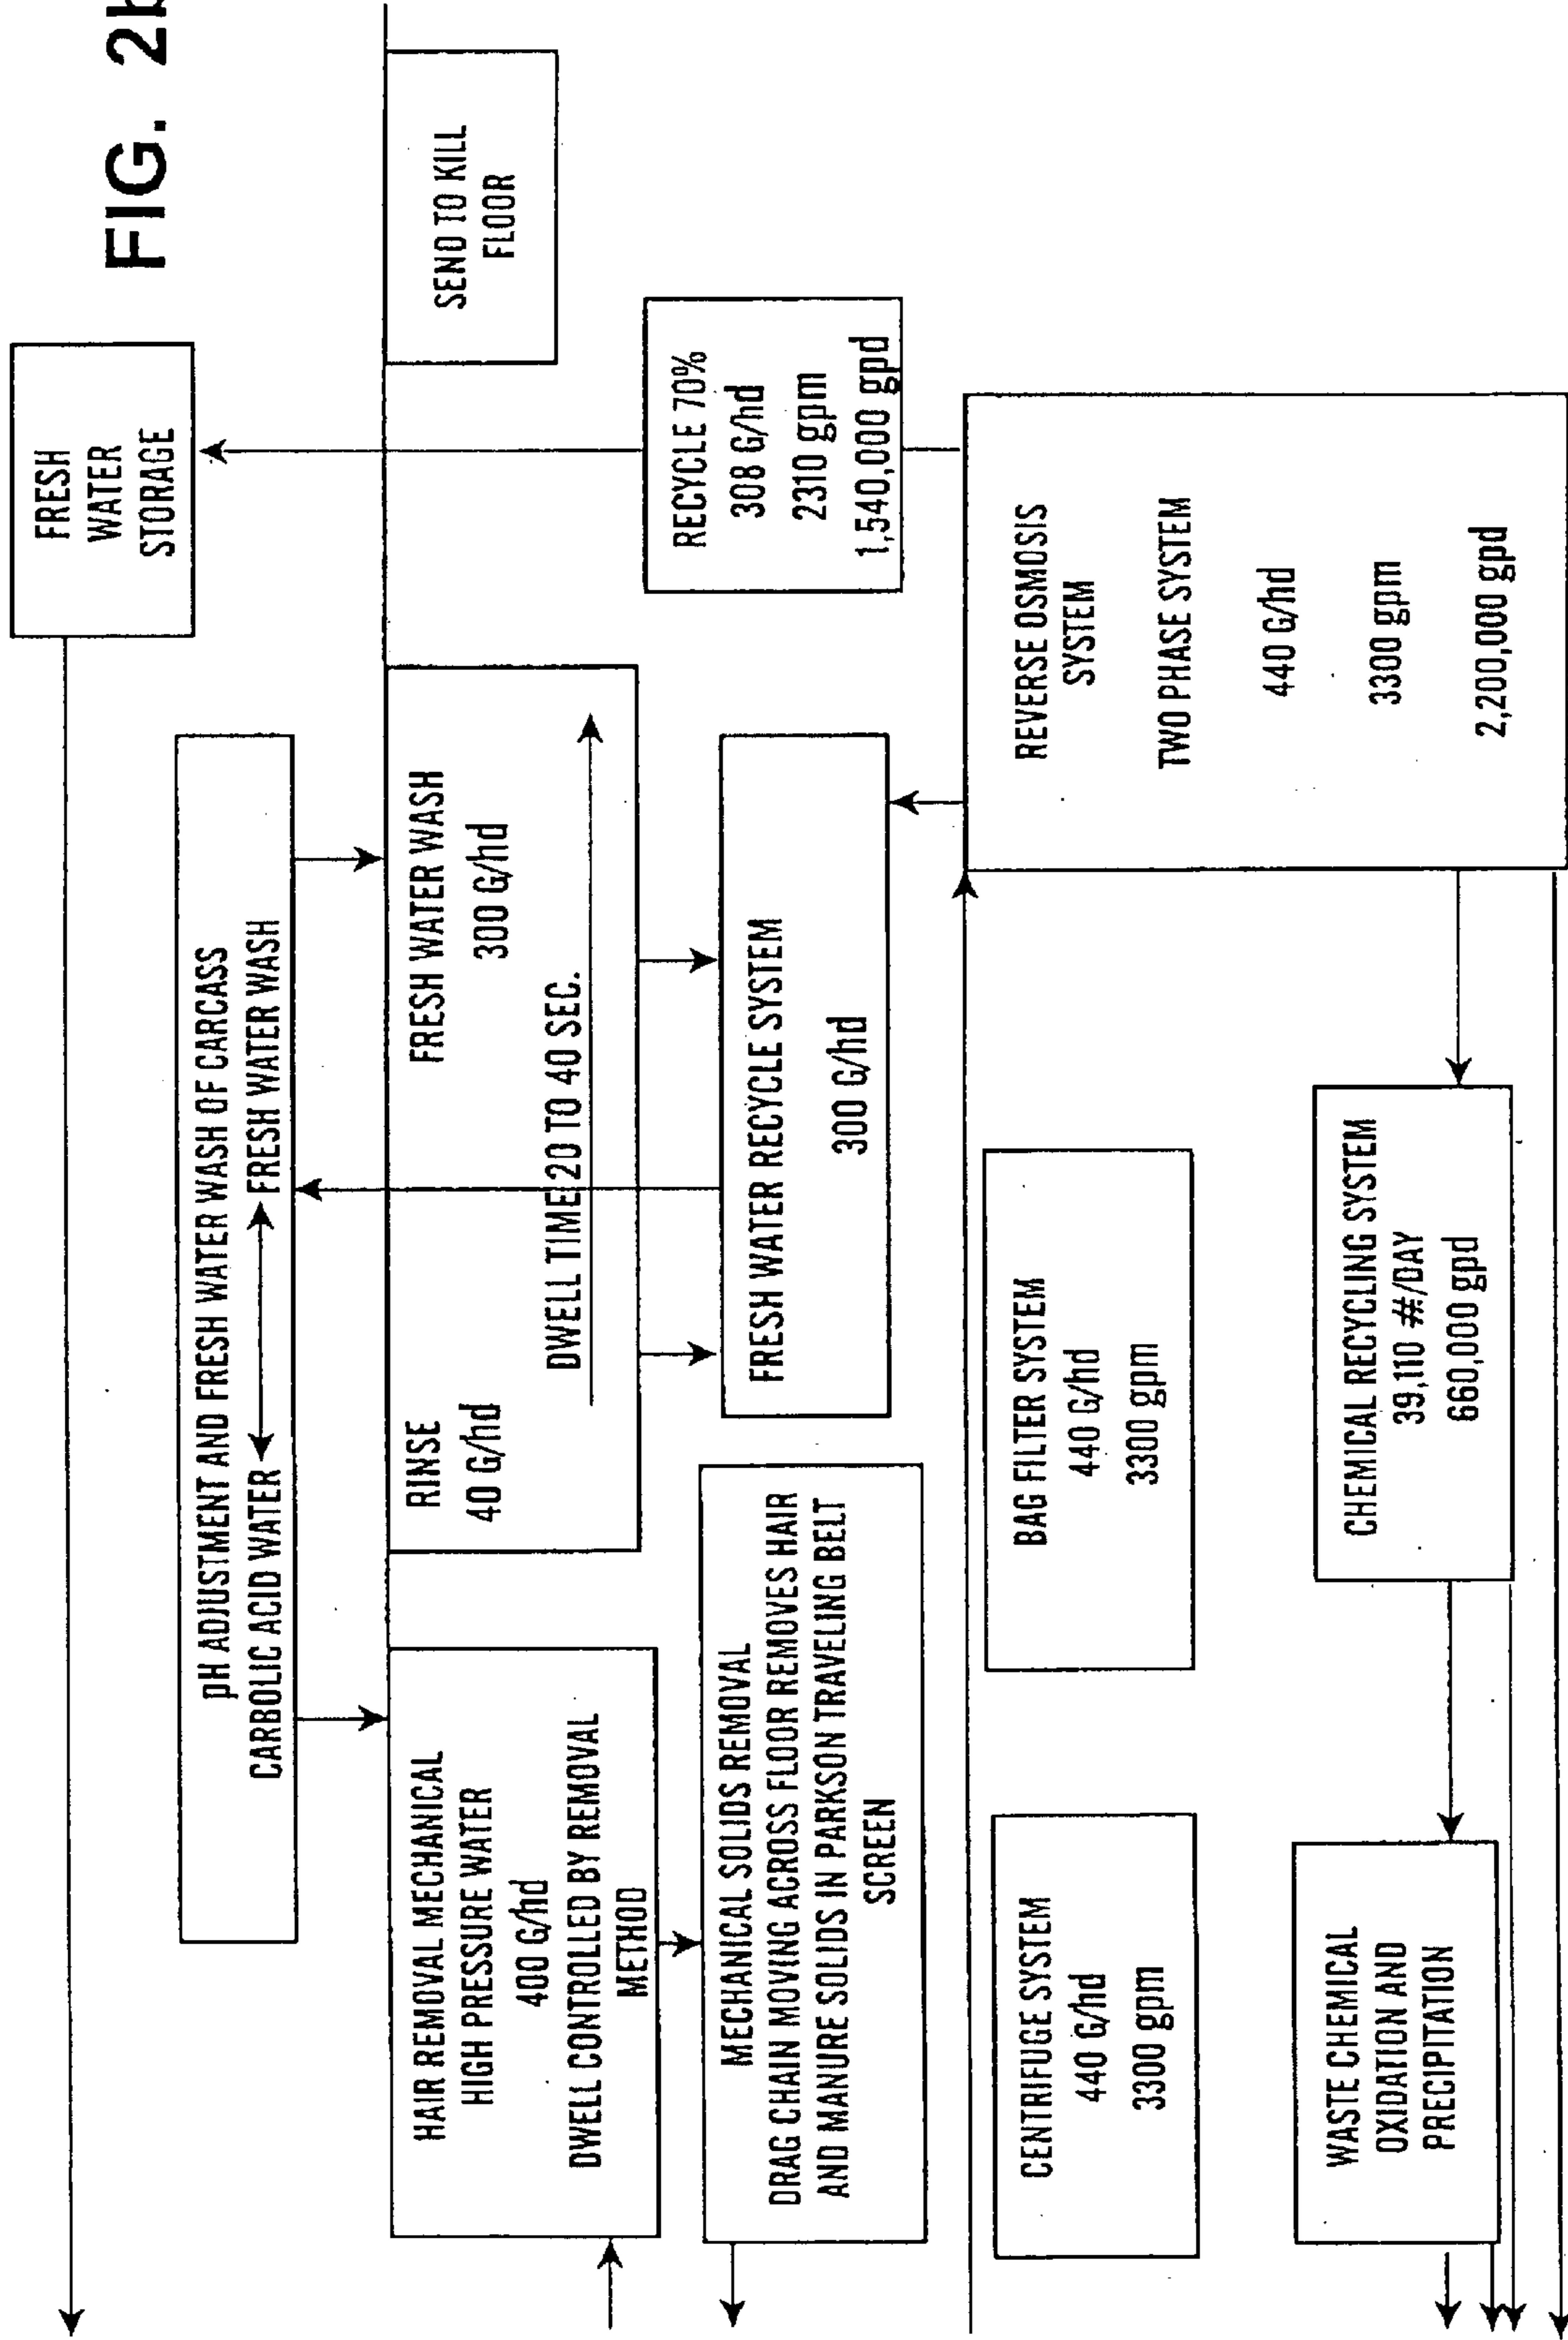 FIG. 2b
FRESH
WATER
STORAGE
pH ADJUSTMENT AND FRESH WATER WASH OF CARCASS
CARBOLIC ACID WATER FRESH WATER WASH
HAIR REMOVAL MECHANICAL
HIGH PRESSURE WATER
400 G/hd
DWELL CONTROLLED BY REMOVAL
METHOD
RINSE
40 G/hd
FRESH WATER WASH
300 G/hd
DWELL TIME 20 TO 40 SEC.
SEND TO KILL
FLOOR
MECHANICAL SOLIDS REMOVAL
DRAG CHAIN MOVING ACROSS FLOOR REMOVES HAIR
AND MANURE SOLIDS IN PARKSON TRAVELING BELT
SCREEN
FRESH WATER RECYCLE SYSTEM
300 G/hd
RECYCLE 70%
308 G/hd
2310 gpm
1,540,000 gpd
CENTRIFUGE SYSTEM
440 G/hd
3300 gpm
BAG FILTER SYSTEM
440 G/hd
3300 gpm
REVERSE OSMOSIS
SYSTEM
TWO PHASE SYSTEM
440 G/hd
3300 gpm
2,200,000 gpd
WASTE CHEMICAL
OXIDATION AND
PRECIPITATION
CHEMICAL RECYCLING SYSTEM
39,110 #/DAY
660,000 gpd